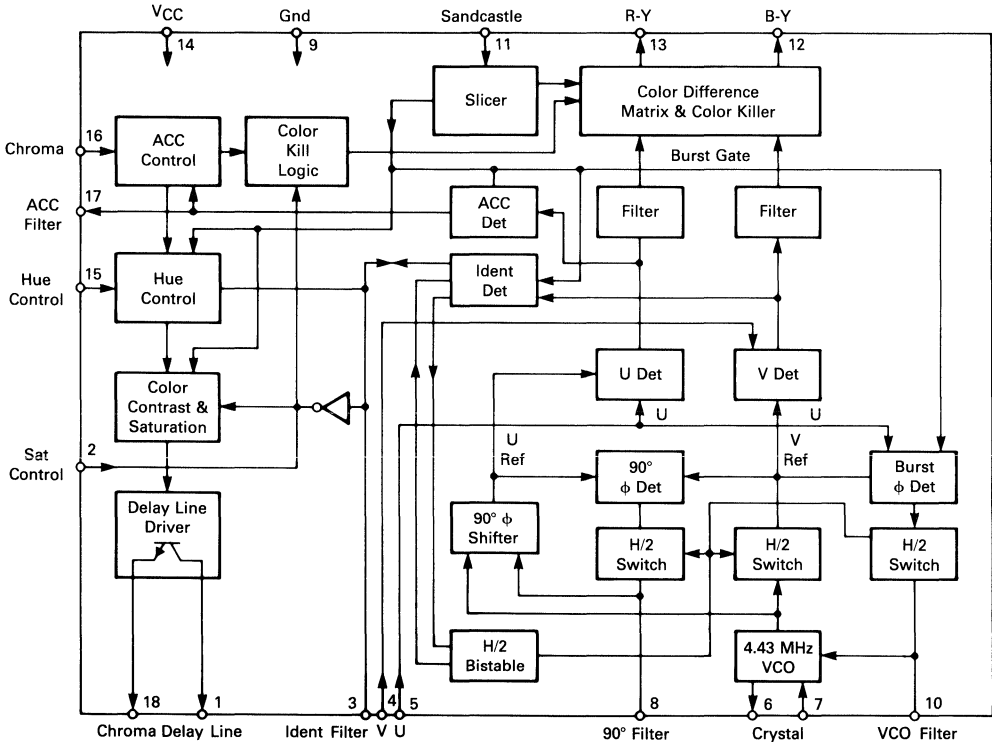 VCC
Gnd
Sandcastle
R-Y
B-Y
14
9
11
13
12
Slicer
Color Difference
Matrix & Color Killer
Chroma
16
ACC
Control
Color
Kill
Logic
Burst Gate
ACC
Filter
17
ACC
Det
Filter
Filter
Hue
Control
15
Hue
Control
Ident
Det
U Det
V Det
Color
Contrast &
Saturation
U
U
U
Ref
V
Ref
Sat
Control
2
90°
ϕ Det
Burst
ϕ Det
Delay Line
Driver
90° ϕ
Shifter
H/2
Switch
H/2
Switch
H/2
Switch
H/2
Bistable
4.43 MHz
VCO
18
1
3
4
5
8
6
7
10
Chroma Delay Line
Ident Filter
V
U
90° Filter
Crystal
VCO Filter